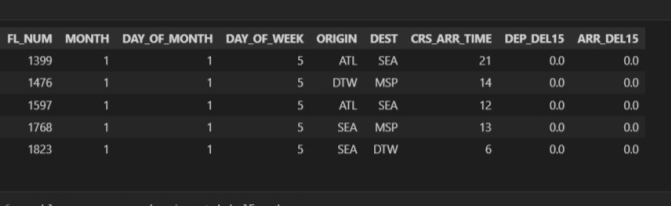 FL_NUM MONTH DAY_OF_MONTH DAY_OF_WEEK ORIGIN DEST CRS_ARR_TIME DEP_DEL15 ARR_DEL15
1399 1 1 5 ATL SEA 21 0.0 0.0
1476 1 1 5 DTW MSP 14 0.0 0.0
1597 1 1 5 ATL SEA 12 0.0 0.0
1768 1 1 5 SEA MSP 13 0.0 0.0
1823 1 1 5 SEA DTW 6 0.0 0.0